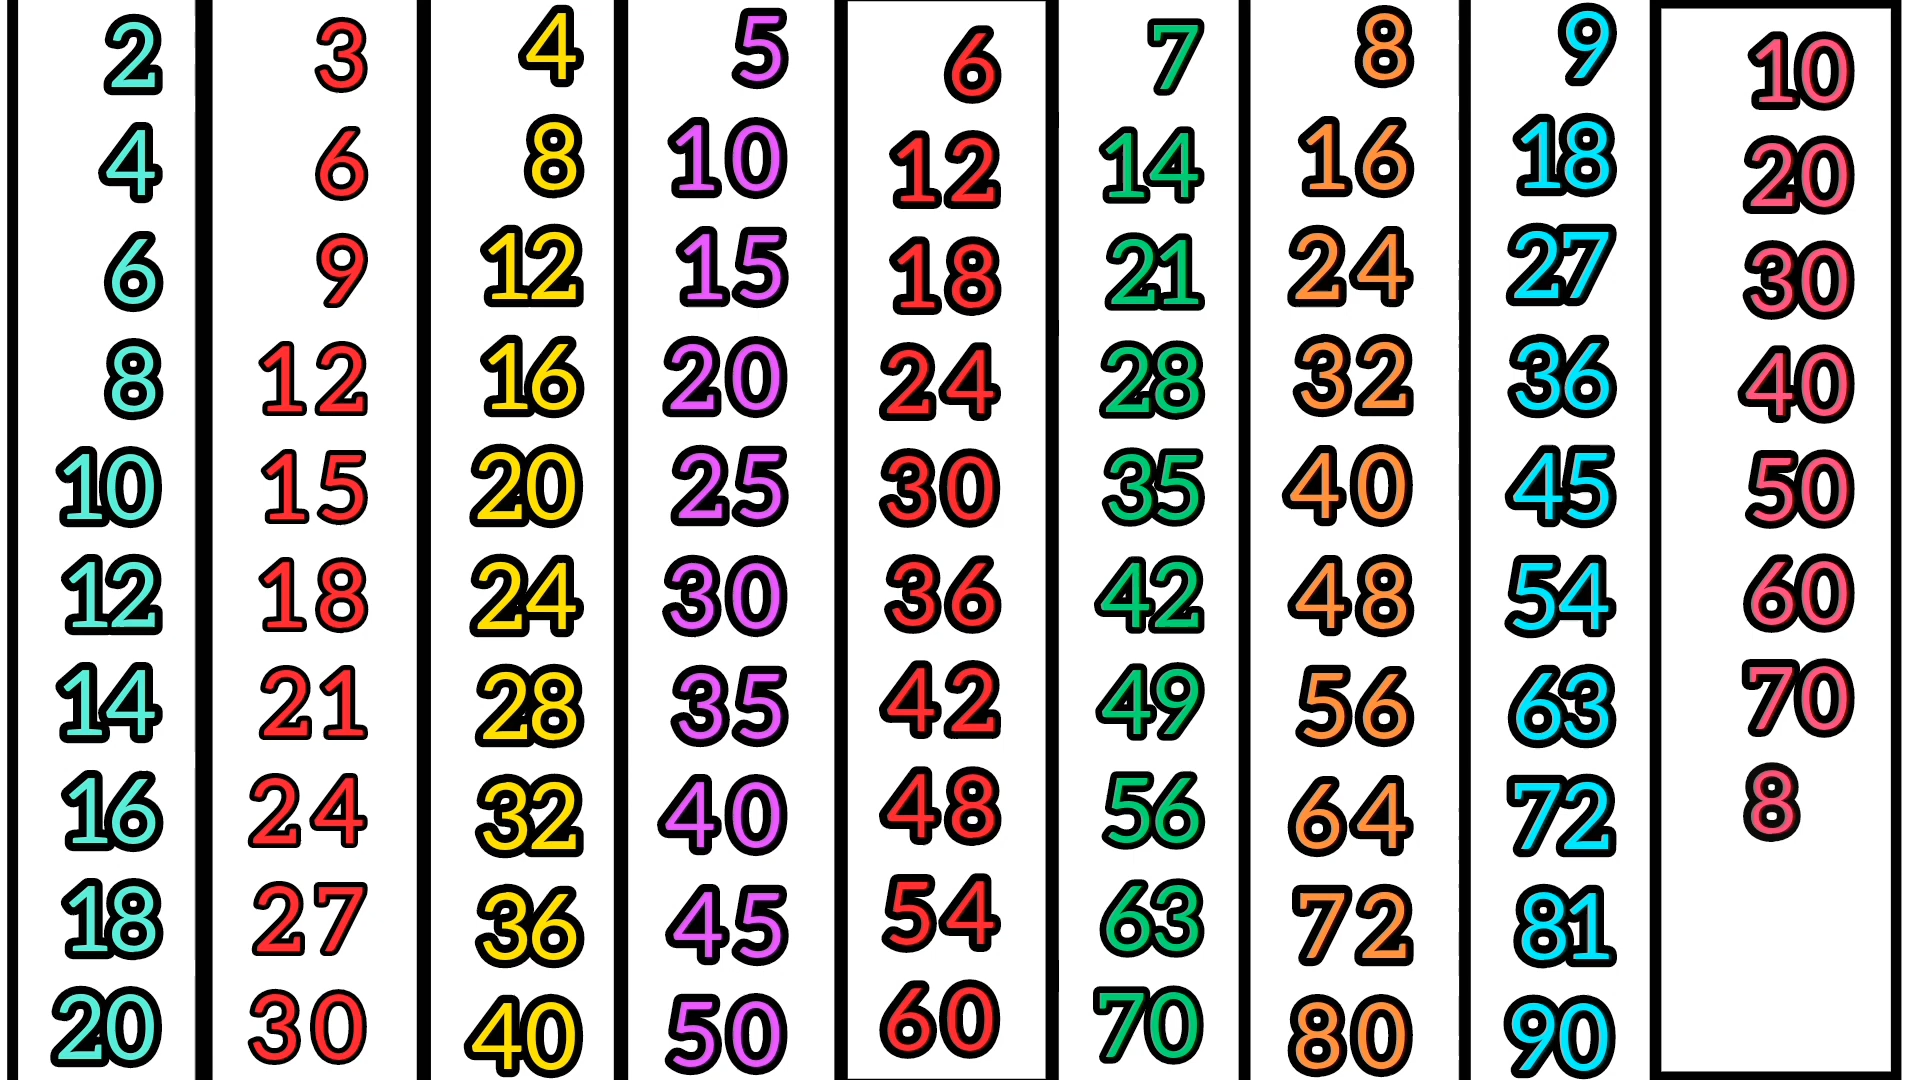 2 3 4 5 6 7 8 9 10
4 6 8 10 12 14 16 18 20
6 9 12 15 18 21 24 27 30
8 12 16 20 24 28 32 36 40
10 15 20 25 30 35 40 45 50
12 18 24 30 36 42 48 54 60
14 21 28 35 42 49 56 63 70
16 24 32 40 48 56 64 72 8
18 27 36 45 54 63 72 81
20 30 40 50 60 70 80 90